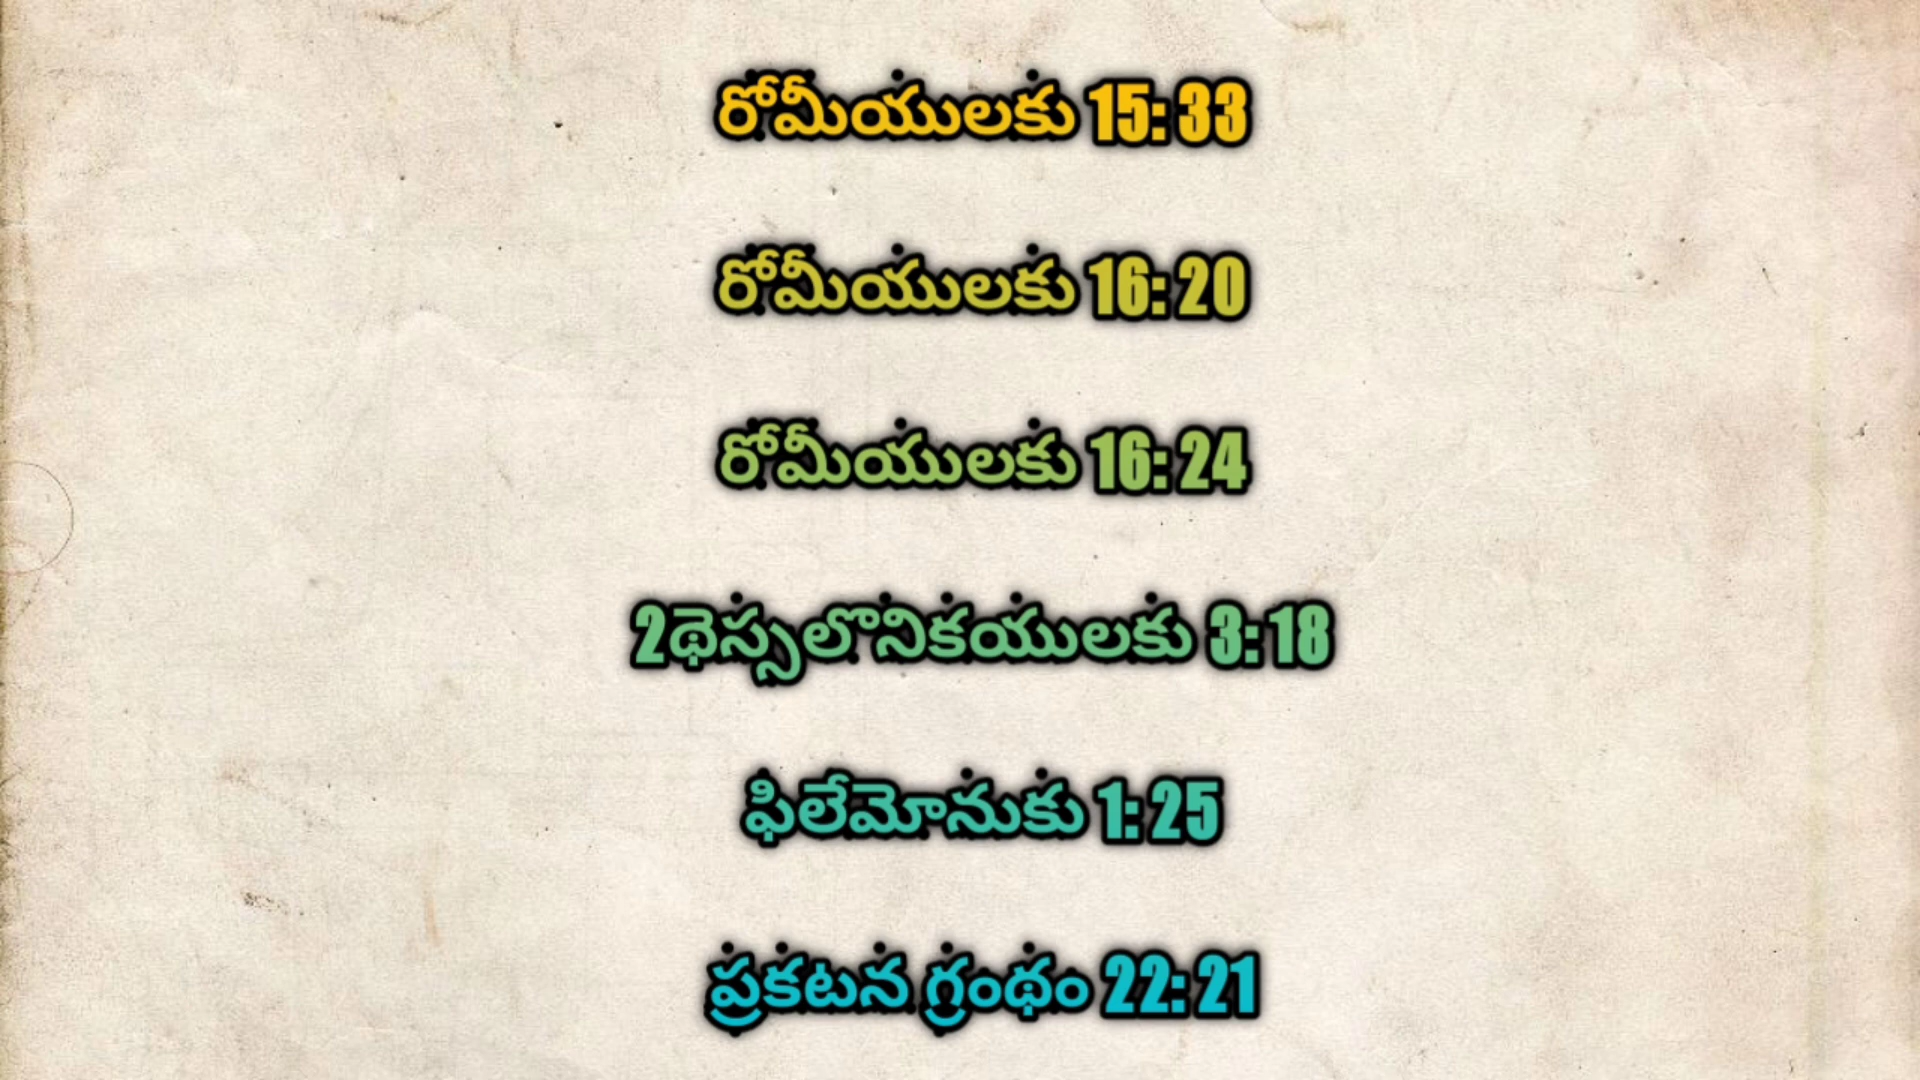 రోమీయులకు 15: 33
రోమీయులకు 16: 20
రోమీయులకు 16: 24
2థెస్సలొనికయులకు 3: 18
ఫిలేమోనుకు 1: 25
ప్రకటన గ్రంథం 22: 21